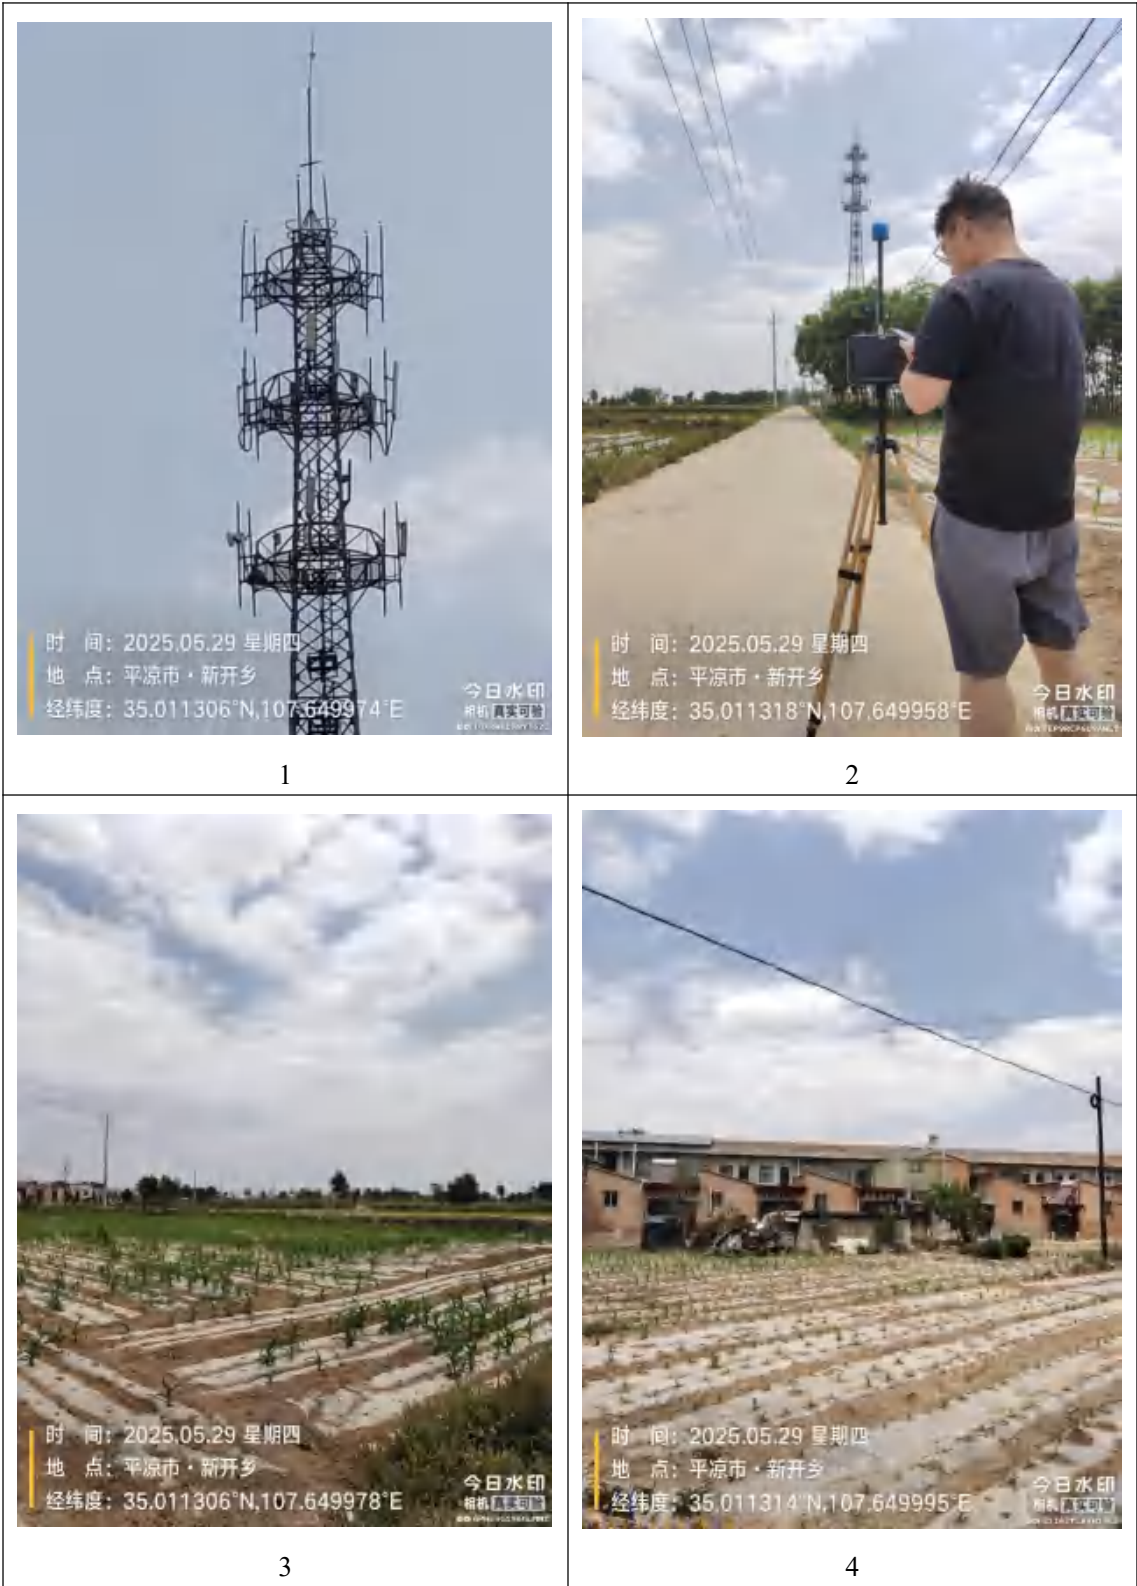 时 间：2025.05.29 星期四
地 点：平凉市·新开乡
经纬度：35.011306°N,107.649974°E
今日水印
相机 真实可验
1
时 间：2025.05.29 星期四
地 点：平凉市·新开乡
经纬度：35.011318°N,107.649958°E
今日水印
相机 真实可验
2
时 间：2025.05.29 星期四
地 点：平凉市·新开乡
经纬度：35.011306°N,107.649978°E
今日水印
相机 真实可验
3
时 间：2025.05.29 星期四
地 点：平凉市·新开乡
经纬度：35.011314°N,107.649995°E
今日水印
相机 真实可验
4